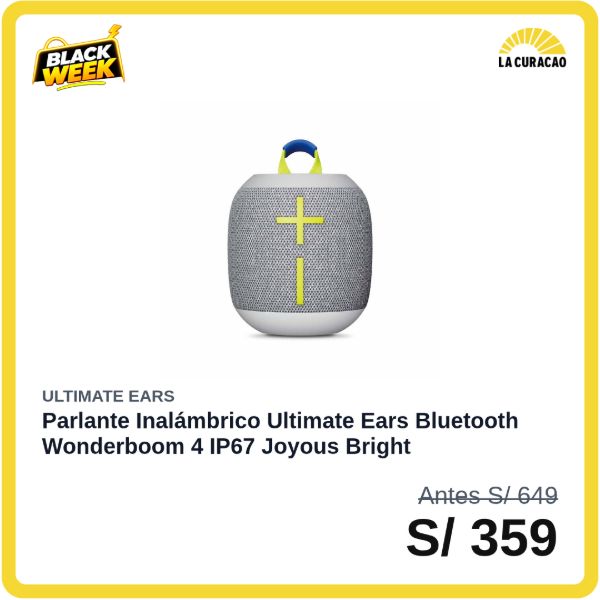 BLACK
WEEK
LA CURACAO
ULTIMATE EARS
Parlante Inalámbrico Ultimate Ears Bluetooth
Wonderboom 4 IP67 Joyous Bright
Antes S/ 649
S/ 359